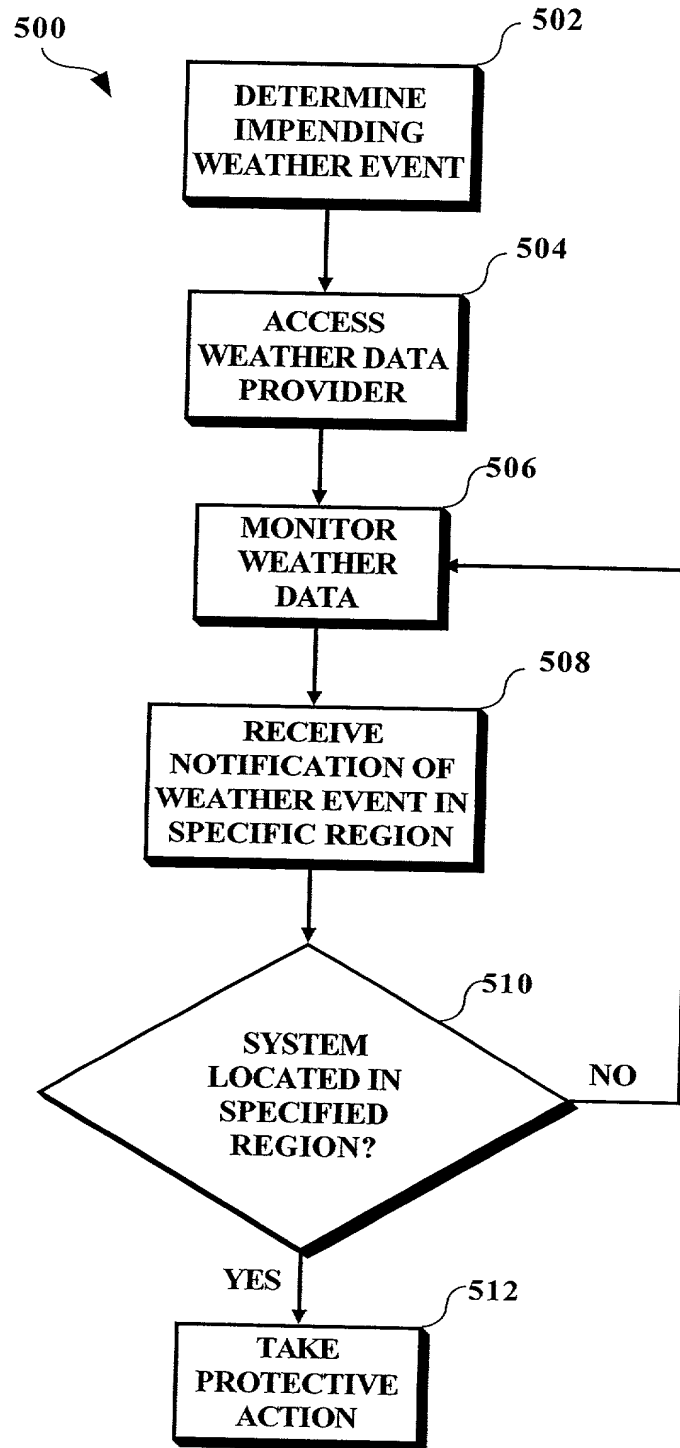 500
502
DETERMINE
IMPENDING
WEATHER EVENT
504
ACCESS
WEATHER DATA
PROVIDER
506
MONITOR
WEATHER
DATA
508
RECEIVE
NOTIFICATION OF
WEATHER EVENT IN
SPECIFIC REGION
510
SYSTEM
LOCATED IN
SPECIFIED
REGION?
NO
YES
512
TAKE
PROTECTIVE
ACTION